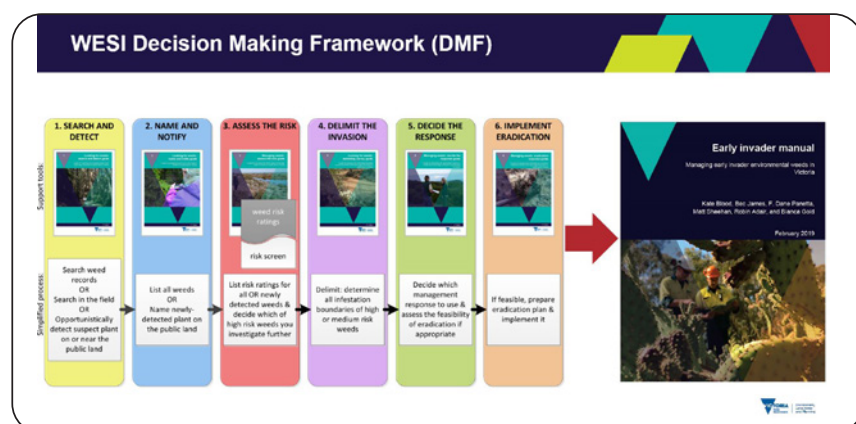 WESI Decision Making Framework (DMF)
1. SEARCH AND
DETECT
2. NAME AND
NOTIFY
3. ASSESS THE RISK
4. DELIMIT THE
INVASION
5. DECIDE THE
RESPONSE
6. IMPLEMENT
ERADICATION
Support tools:
weed risk
ratings
risk screen
Simplified process:
Search weed
records
OR
Search in the field
OR
Opportunistically
detect suspect plant
on or near the
public land
List all weeds
OR
Name newly-
detected plant on
the public land
List risk ratings for
all OR newly
detected weeds &
decide which of
high risk weeds you
investigate further
Delimit: determine
all infestation
boundaries of high
or medium risk
weeds
Decide which
management
response to use &
assess the feasibility
of eradication if
appropriate
If feasible, prepare
eradication plan &
implement it
Early invader manual
Managing early invader environmental weeds in
Victoria
Kate Blood, Bec James, F. Dane Panetta,
Matt Sheehan, Robin Adair, and Bianca Gold
February 2019
VICTORIA